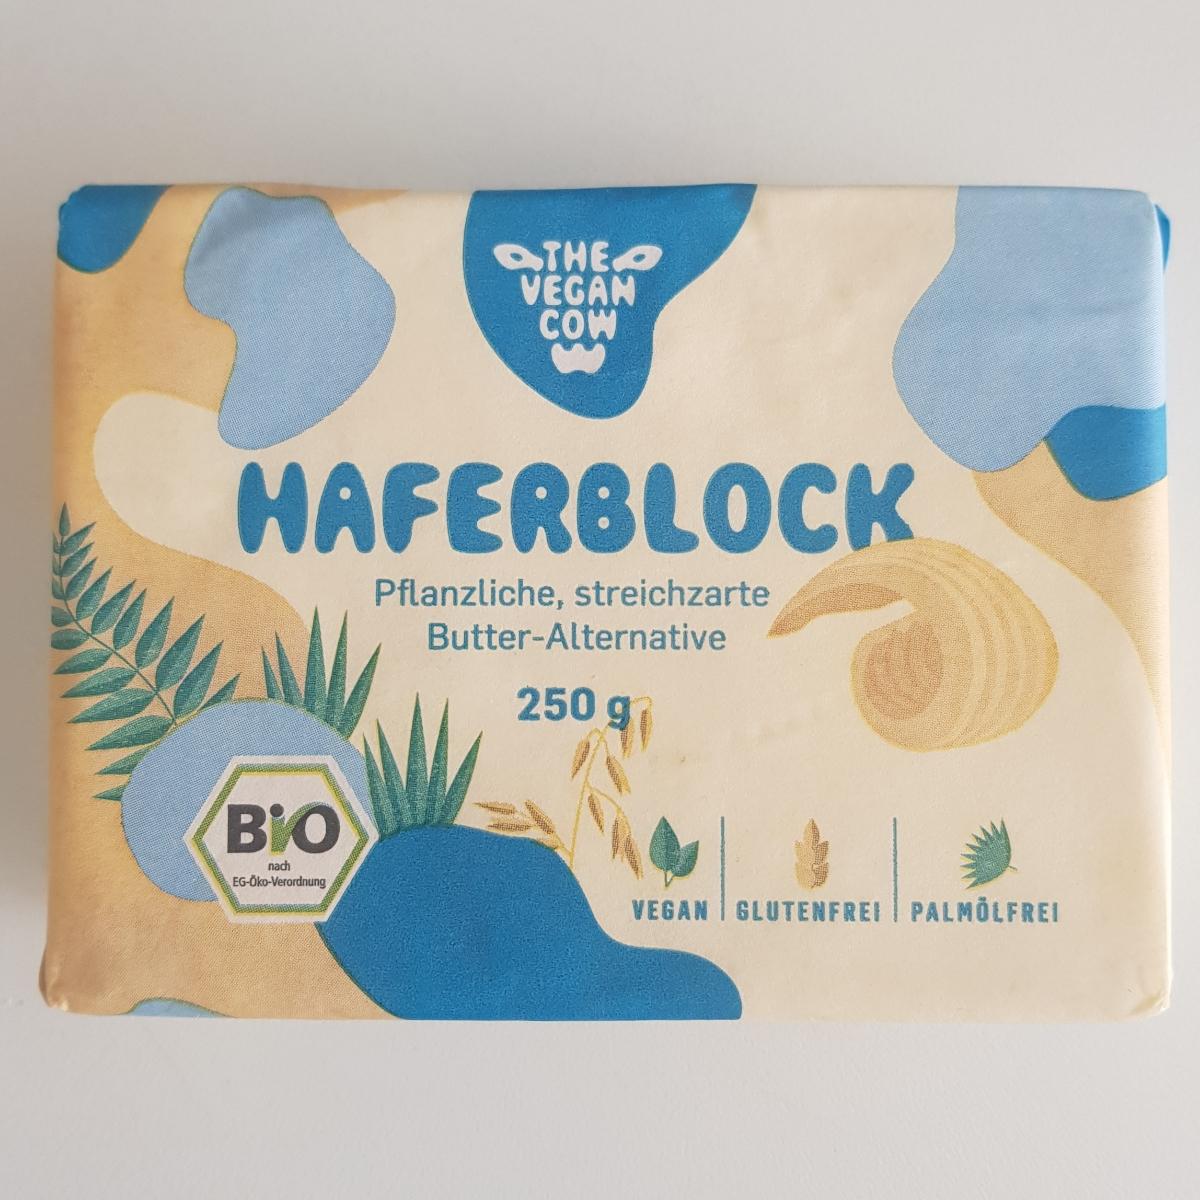 THE
VEGAN
COW
HAFERBLOCK
Pflanzliche, streichzarte
Butter-Alternative
250 g
Bio
nach
EG-Öko-Verordnung
VEGAN
GLUTENFREI
PALMÖLFREI